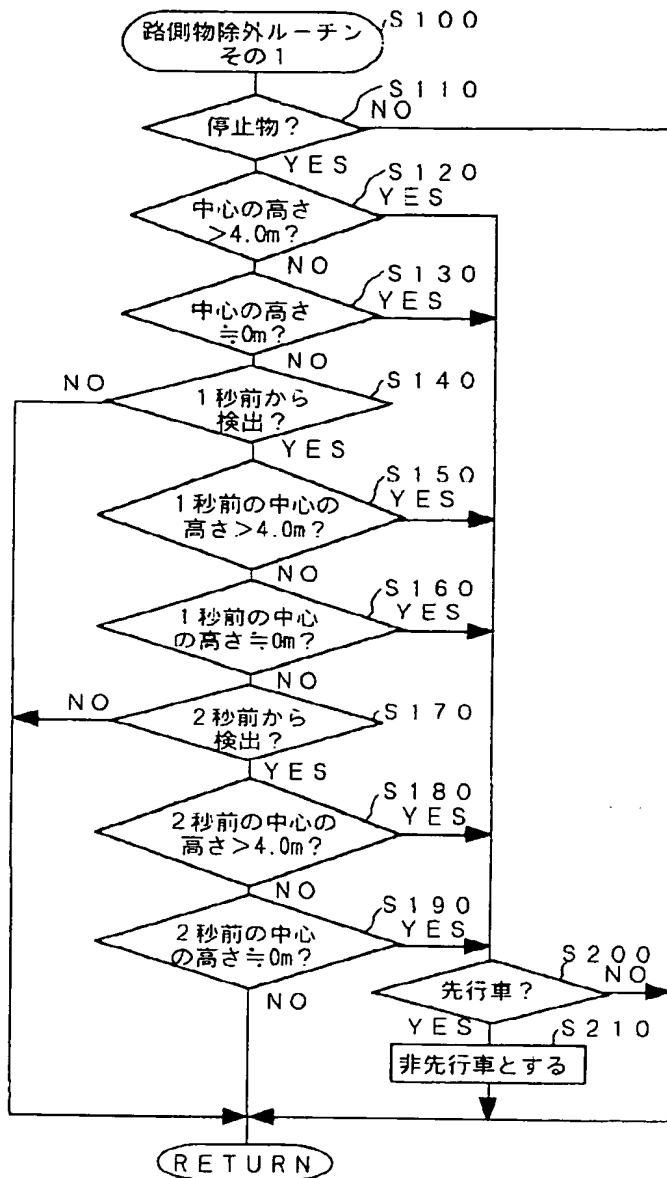 路側物除外ルーチン
その1
S100
S110
停止物?
NO
YES
S120
中心の高さ
>4.0m?
YES
NO
S130
中心の高さ
≒0m?
YES
NO
S140
1秒前から
検出?
NO
YES
S150
1秒前の中心の
高さ>4.0m?
YES
NO
S160
1秒前の中心
の高さ≒0m?
YES
NO
S170
2秒前から
検出?
NO
YES
S180
2秒前の中心の
高さ>4.0m?
YES
NO
S190
2秒前の中心
の高さ≒0m?
YES
NO
S200
先行車?
NO
YES
S210
非先行車とする
RETURN